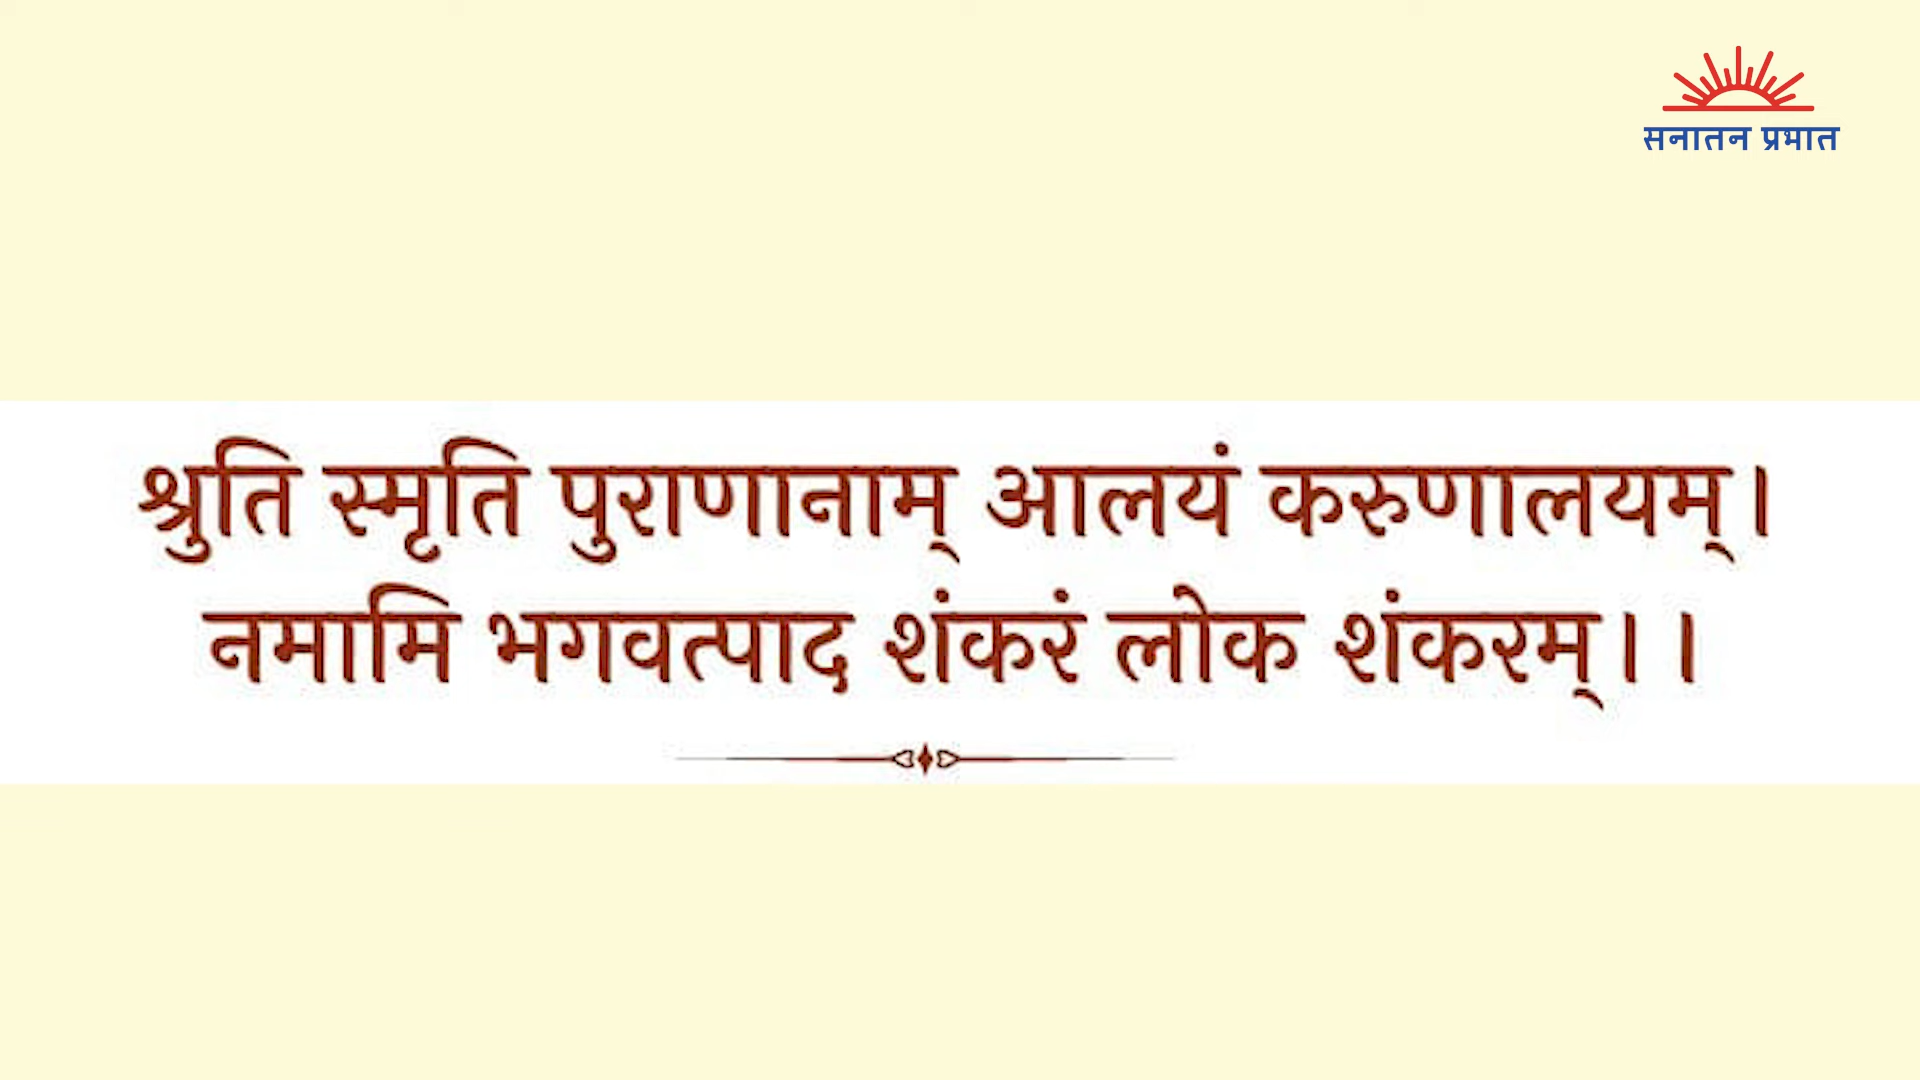 सनातन प्रभात
श्रुति स्मृति पुराणानाम् आलयं करुणालयम्।
नमामि भगवत्पाद शंकरं लोक शंकरम्।।